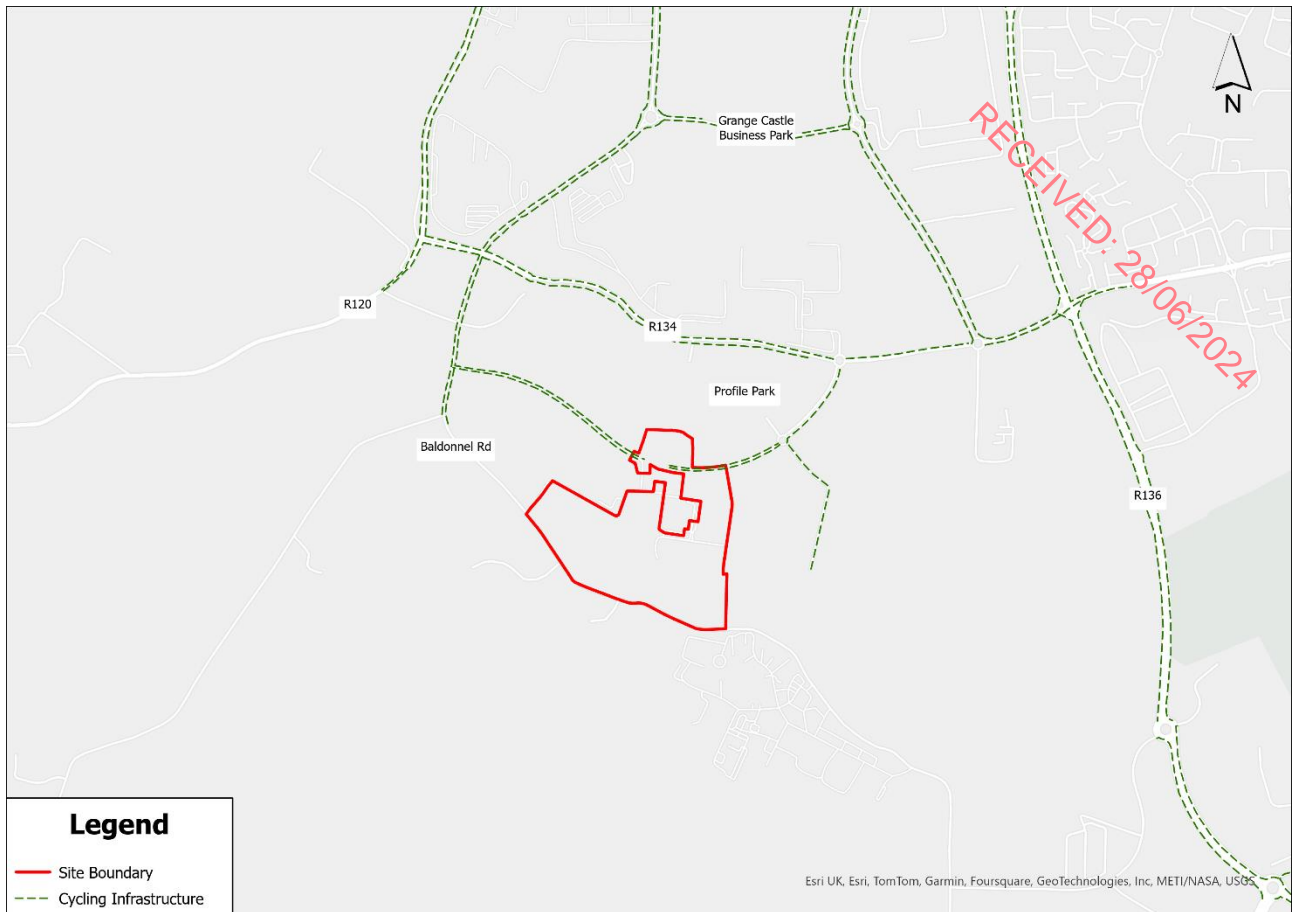 Grange Castle
Business Park
N
RECEIVED: 28/06/2024
R120
R134
Profile Park
Baldonnel Rd
R136
Legend
Site Boundary
Cycling Infrastructure
Esri UK, Esri, TomTom, Garmin, Foursquare, GeoTechnologies, Inc, METI/NASA, USGS